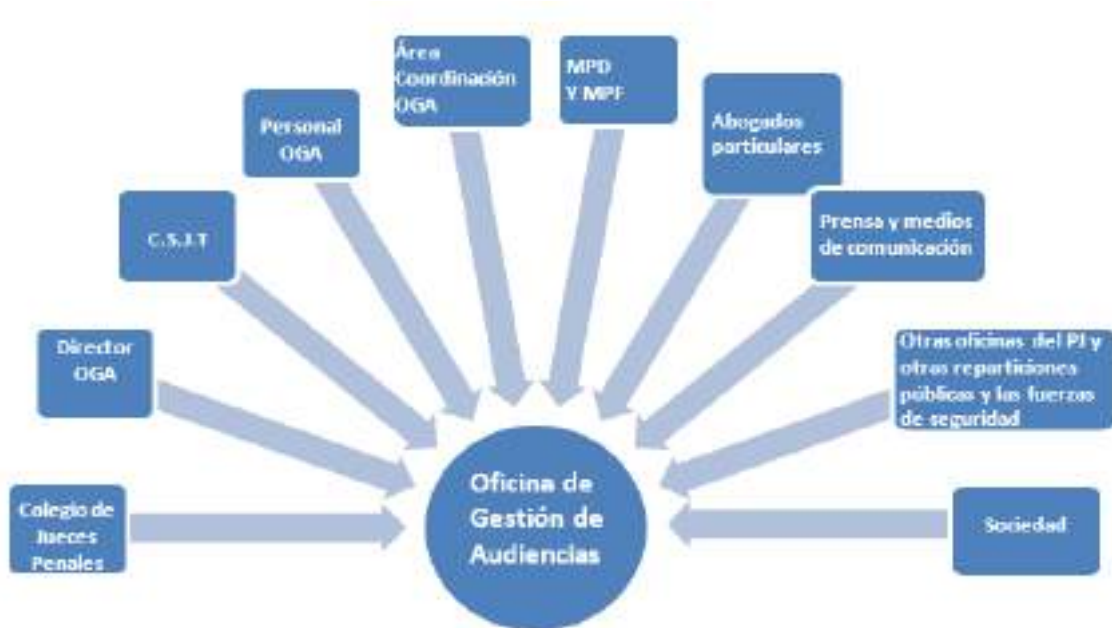 Área
Coordinación
OGA
MPD
Y MPF
Abogados
particulares
Personal
OGA
Prensa y medios
de comunicación
C.S.J.T
Director
OGA
Otras oficinas del PJ y
otras reparticiones
públicas y las fuerzas
de seguridad
Colegio de
Jueces
Penales
Oficina de
Gestión de
Audiencias
Sociedad